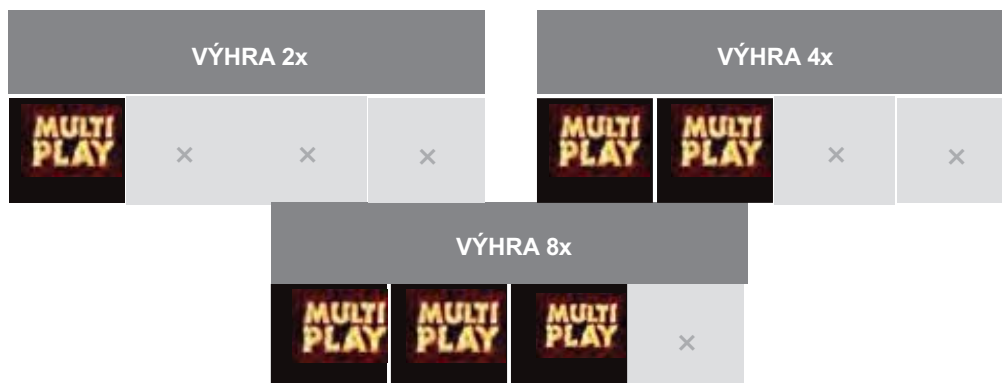 VÝHRA 2x
VÝHRA 4x
MULTI
PLAY
×
×
×
MULTI
PLAY
MULTI
PLAY
×
×
VÝHRA 8x
MULTI
PLAY
MULTI
PLAY
MULTI
PLAY
×